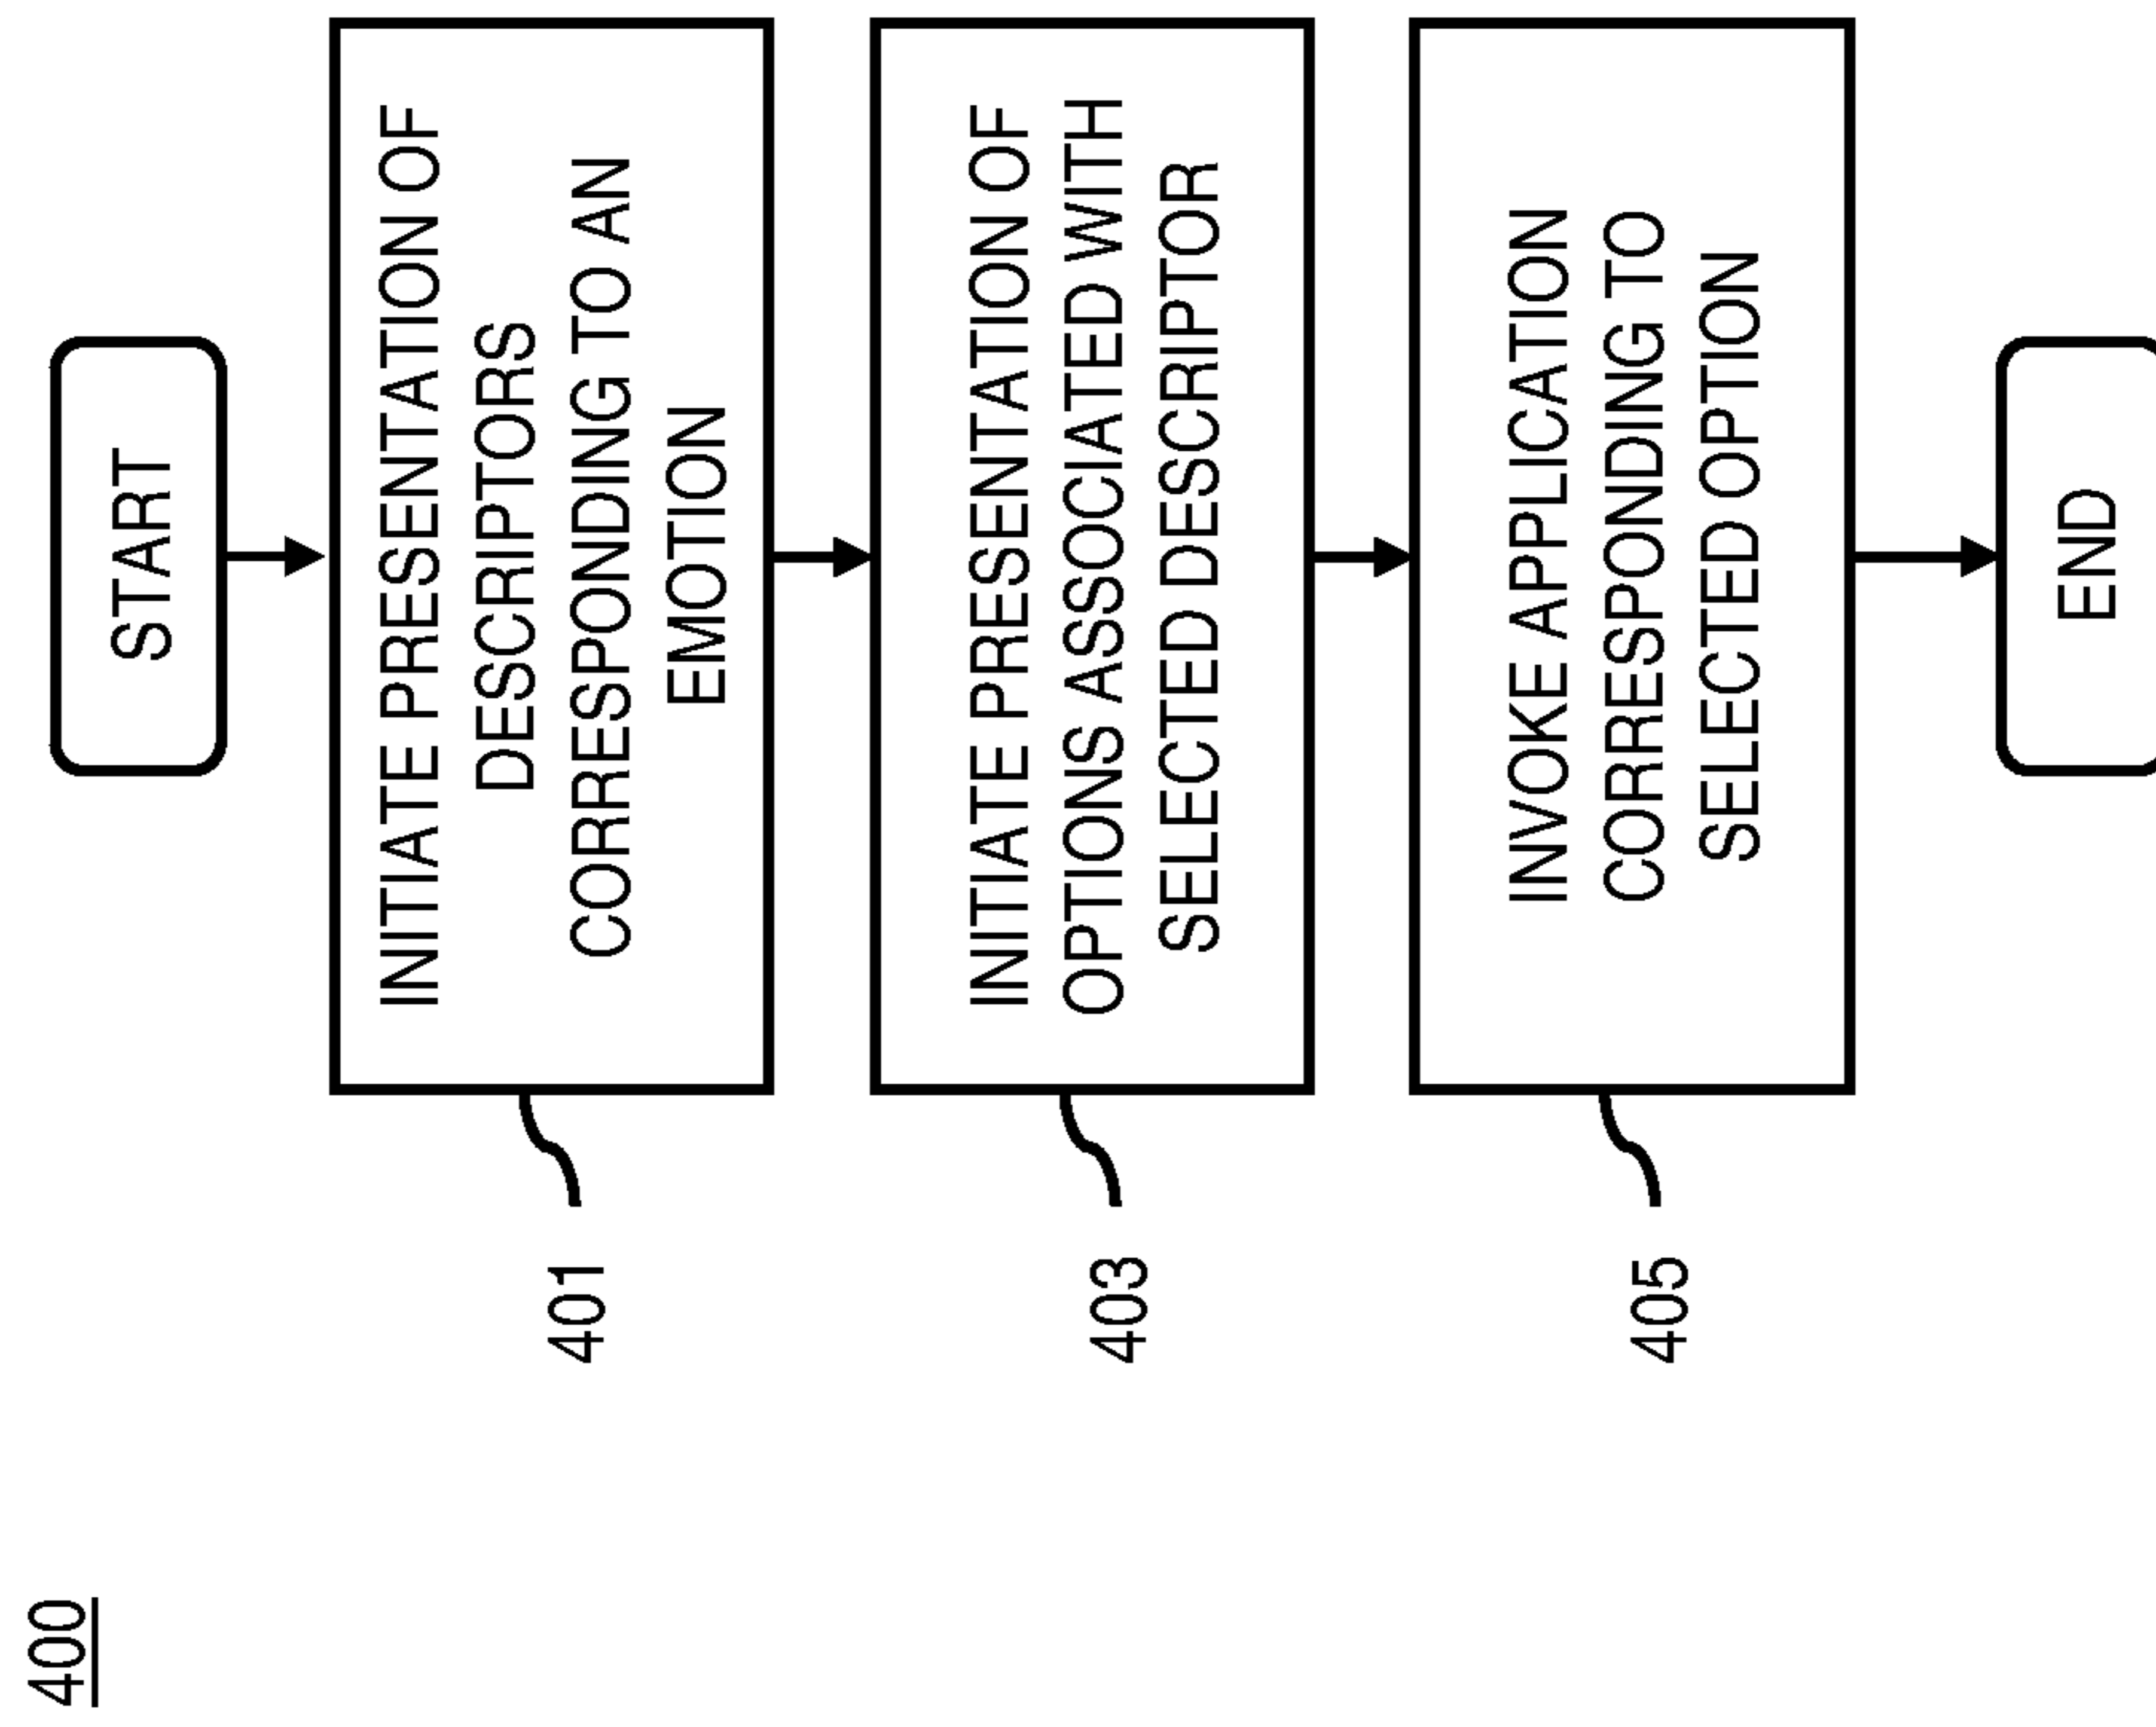 400
START
INITIATE PRESENTATION OF
DESCRIPTORS
CORRESPONDING TO AN
EMOTION
401
INITIATE PRESENTATION OF
OPTIONS ASSOCIATED WITH
SELECTED DESCRIPTOR
403
INVOKE APPLICATION
CORRESPONDING TO
SELECTED OPTION
405
END